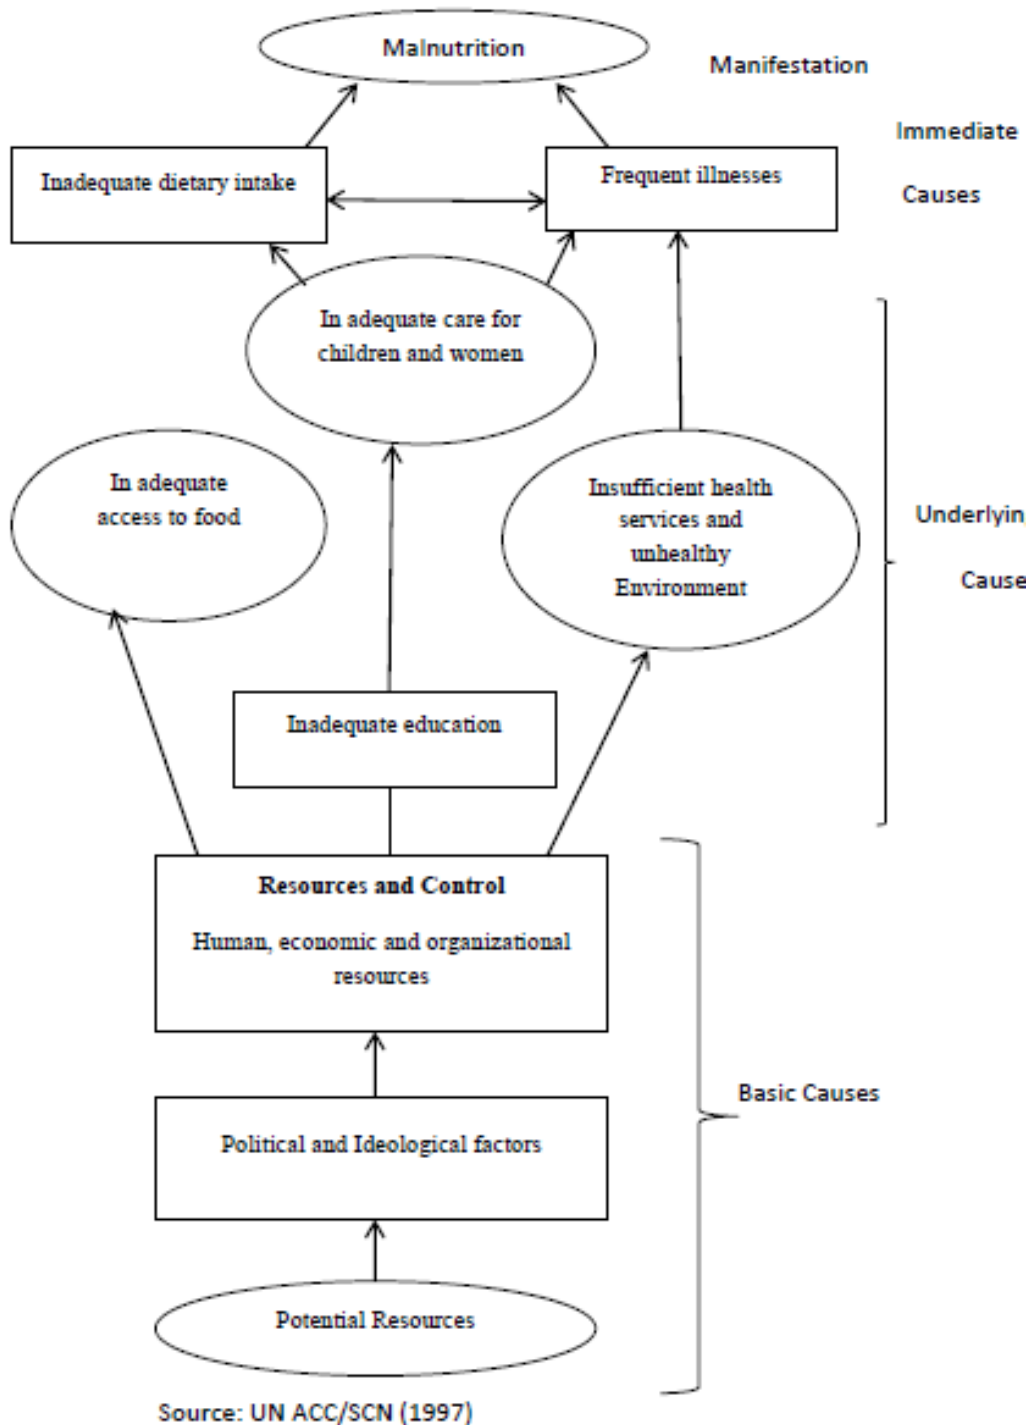 Malnutrition
Manifestation
Immediate
Causes
Inadequate dietary intake
Frequent illnesses
In adequate care for
children and women
In adequate
access to food
Insufficient health
services and
unhealthy
Environment
Underlyin
Cause
Inadequate education
Resources and Control
Human, economic and organizational
resources
Basic Causes
Political and Ideological factors
Potential Resources
Source: UN ACC/SCN (1997)